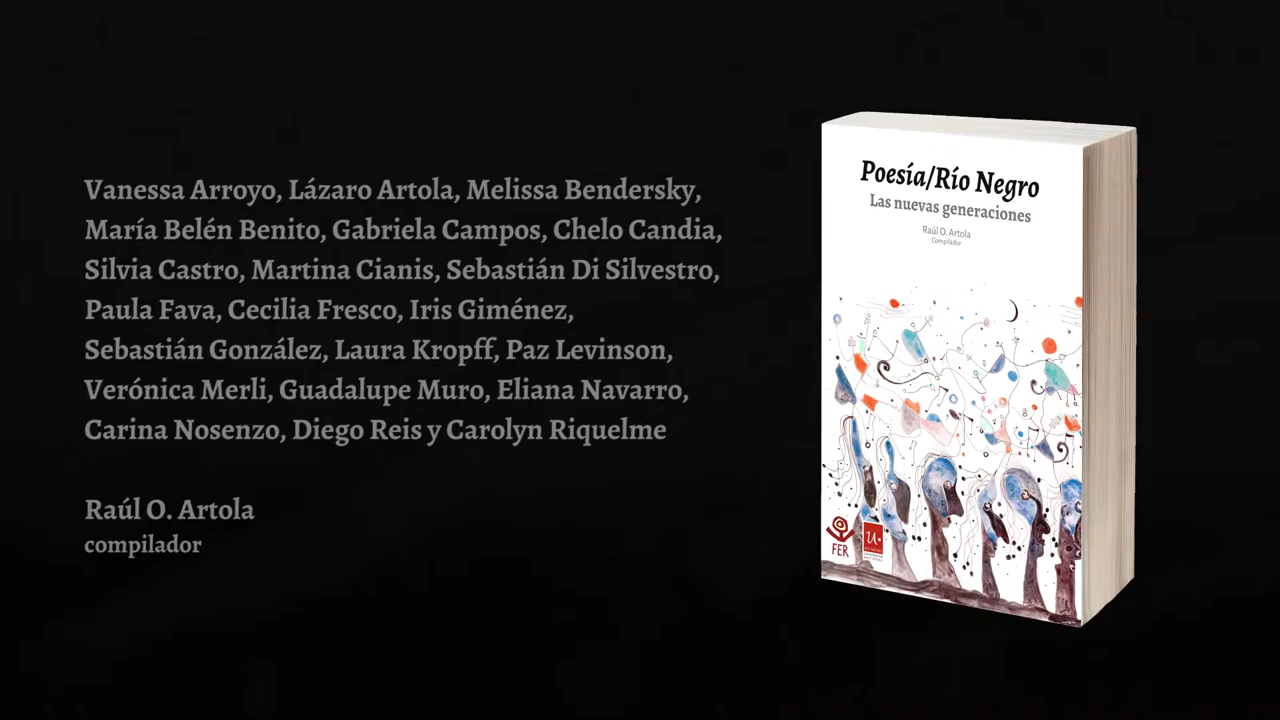 Vanessa Arroyo, Lázaro Artola, Melissa Bendersky,
María Belén Benito, Gabriela Campos, Chelo Candia,
Silvia Castro, Martina Cianis, Sebastián Di Silvestro,
Paula Fava, Cecilia Fresco, Iris Giménez,
Sebastián González, Laura Kropff, Paz Levinson,
Verónica Merli, Guadalupe Muro, Eliana Navarro,
Carina Nosenzo, Diego Reis y Carolyn Riquelme
Raúl O. Artola
compilador
Poesía/Río Negro
Las nuevas generaciones
Raúl O. Artola
Compilador
FER